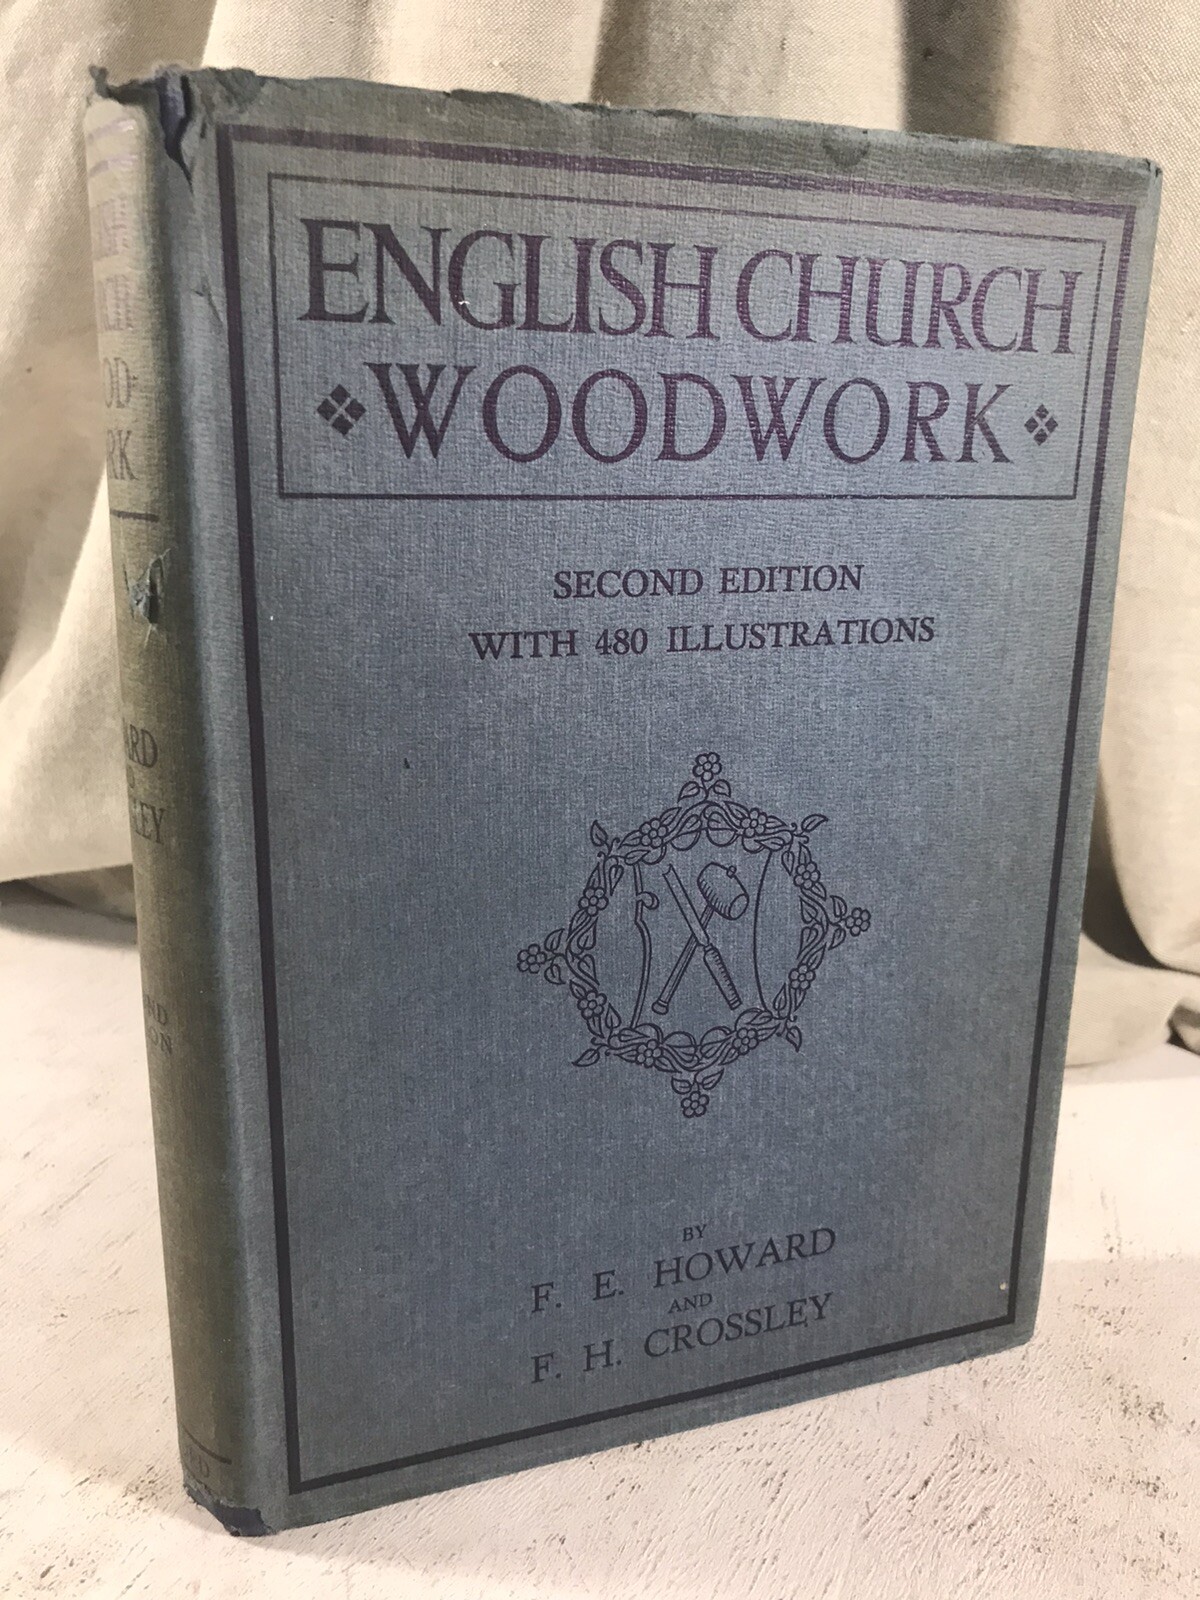 ENGLISH CHURCH
WOODWORK
SECOND EDITION
WITH 480 ILLUSTRATIONS
BY
F. E. HOWARD
AND
F. H. CROSSLEY